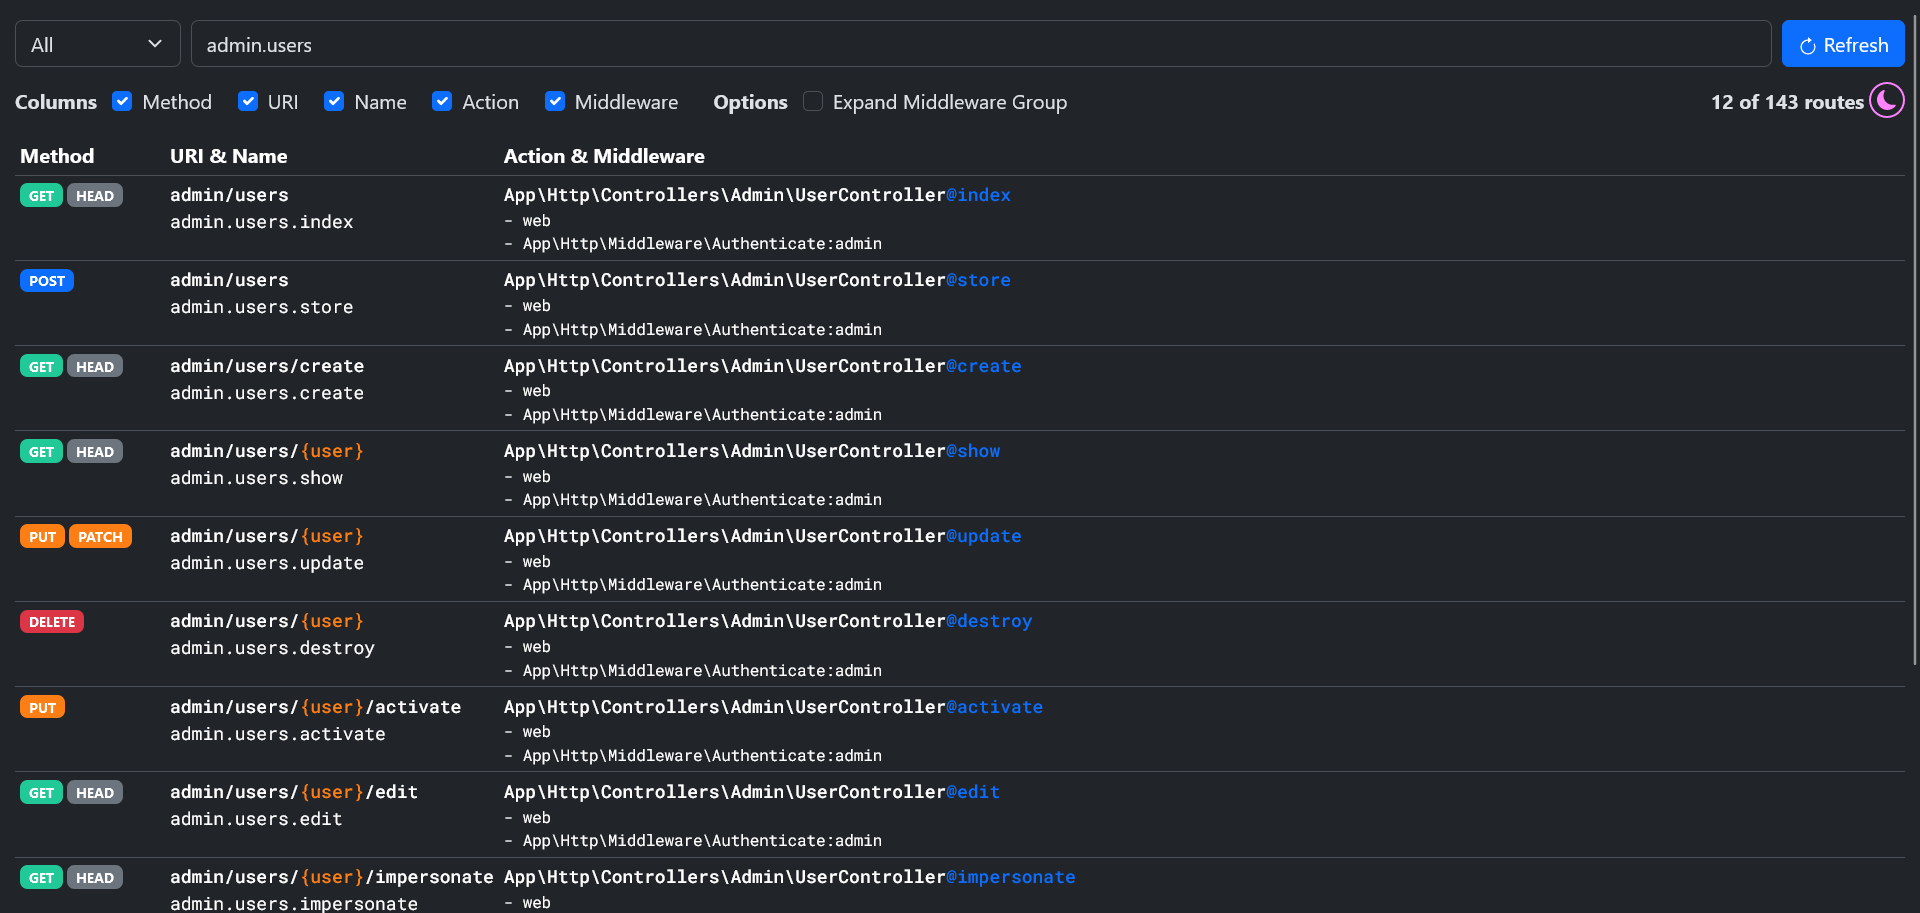 All admin.users Refresh
Columns Method URI Name Action Middleware Options Expand Middleware Group 12 of 143 routes
Method URI & Name Action & Middleware
GET HEAD admin/users App\Http\Controllers\Admin\UserController@index
admin.users.index - web
- App\Http\Middleware\Authenticate:admin
POST admin/users App\Http\Controllers\Admin\UserController@store
admin.users.store - web
- App\Http\Middleware\Authenticate:admin
GET HEAD admin/users/create App\Http\Controllers\Admin\UserController@create
admin.users.create - web
- App\Http\Middleware\Authenticate:admin
GET HEAD admin/users/{user} App\Http\Controllers\Admin\UserController@show
admin.users.show - web
- App\Http\Middleware\Authenticate:admin
PUT PATCH admin/users/{user} App\Http\Controllers\Admin\UserController@update
admin.users.update - web
- App\Http\Middleware\Authenticate:admin
DELETE admin/users/{user} App\Http\Controllers\Admin\UserController@destroy
admin.users.destroy - web
- App\Http\Middleware\Authenticate:admin
PUT admin/users/{user}/activate App\Http\Controllers\Admin\UserController@activate
admin.users.activate - web
- App\Http\Middleware\Authenticate:admin
GET HEAD admin/users/{user}/edit App\Http\Controllers\Admin\UserController@edit
admin.users.edit - web
- App\Http\Middleware\Authenticate:admin
GET HEAD admin/users/{user}/impersonate App\Http\Controllers\Admin\UserController@impersonate
admin.users.impersonate - web